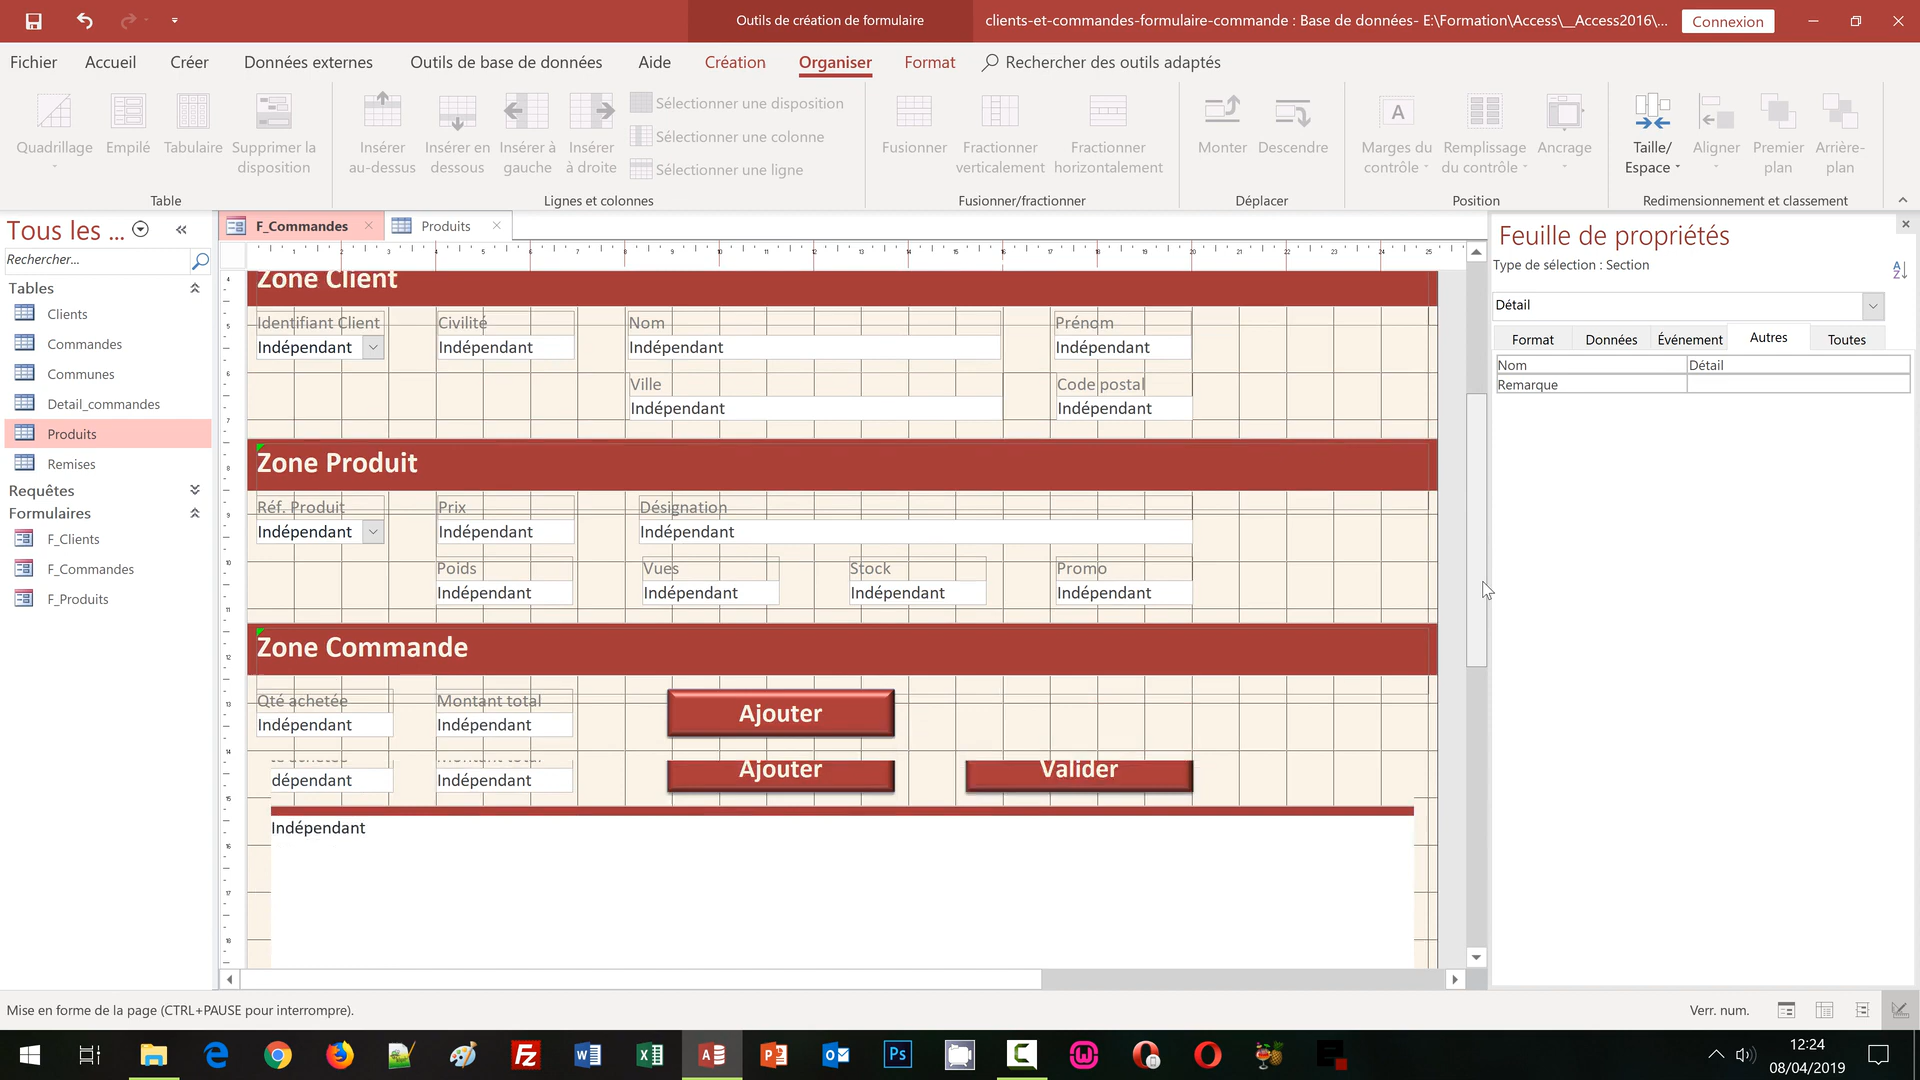 Outils de création de formulaire
clients-et-commandes-formulaire-commande : Base de données- E:\Formation\Access\__Access2016\...
Connexion
Fichier
Accueil
Créer
Données externes
Outils de base de données
Aide
Création
Organiser
Format
Rechercher des outils adaptés
Quadrillage
Empilé
Tabulaire
Supprimer la
disposition
Insérer
au-dessus
Insérer en
dessous
Insérer à
gauche
Insérer
à droite
Sélectionner une disposition
Sélectionner une colonne
Sélectionner une ligne
Fusionner
Fractionner
verticalement
Fractionner
horizontalement
Monter
Descendre
Marges du
contrôle
Remplissage
du contrôle
Ancrage
Taille/
Espace
Aligner
Premier
plan
Arrière-
plan
Table
Lignes et colonnes
Fusionner/fractionner
Déplacer
Position
Redimensionnement et classement
Tous les ...
Rechercher...
Tables
Clients
Commandes
Communes
Detail_commandes
Produits
Remises
Requêtes
Formulaires
F_Clients
F_Commandes
F_Produits
F_Commandes
Produits
Zone Client
Identifiant Client
Civilité
Nom
Prénom
Indépendant
Indépendant
Indépendant
Indépendant
Ville
Code postal
Indépendant
Indépendant
Zone Produit
Réf. Produit
Prix
Désignation
Indépendant
Indépendant
Indépendant
Poids
Vues
Stock
Promo
Indépendant
Indépendant
Indépendant
Indépendant
Zone Commande
Qté achetée
Montant total
Ajouter
Indépendant
Indépendant
dépendant
Indépendant
Ajouter
Valider
Indépendant
Feuille de propriétés
Type de sélection : Section
Détail
Format
Données
Événement
Autres
Toutes
Nom
Détail
Remarque
Mise en forme de la page (CTRL+PAUSE pour interrompre).
Verr. num.
12:24
08/04/2019